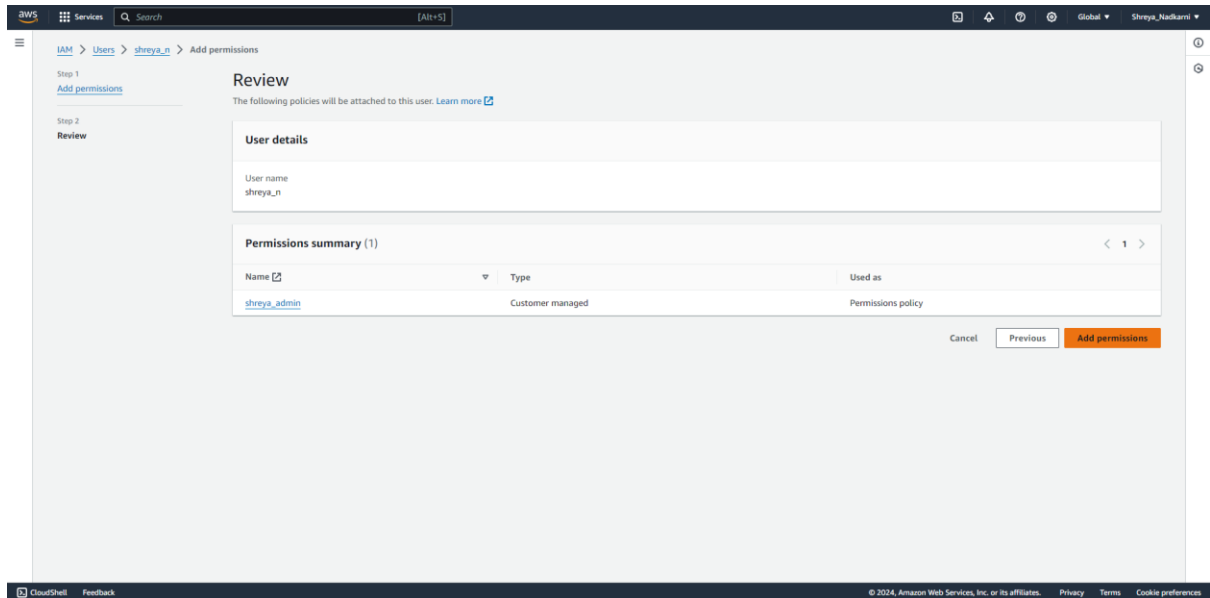 aws Services Search [Alt+S] Global Shreya_Nadkarni
IAM > Users > shreya_n > Add permissions
Step 1
Add permissions
Step 2
Review
Review
The following policies will be attached to this user. Learn more
User details
User name
shreya_n
Permissions summary (1) < 1 >
Name Type Used as
shreya_admin Customer managed Permissions policy
Cancel Previous Add permissions
CloudShell Feedback © 2024, Amazon Web Services, Inc. or its affiliates. Privacy Terms Cookie preferences